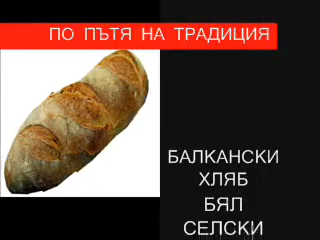 ПО ПЪТЯ НА ТРАДИЦИЯ
БАЛКАНСКИ
ХЛЯБ
БЯЛ
СЕЛСКИ